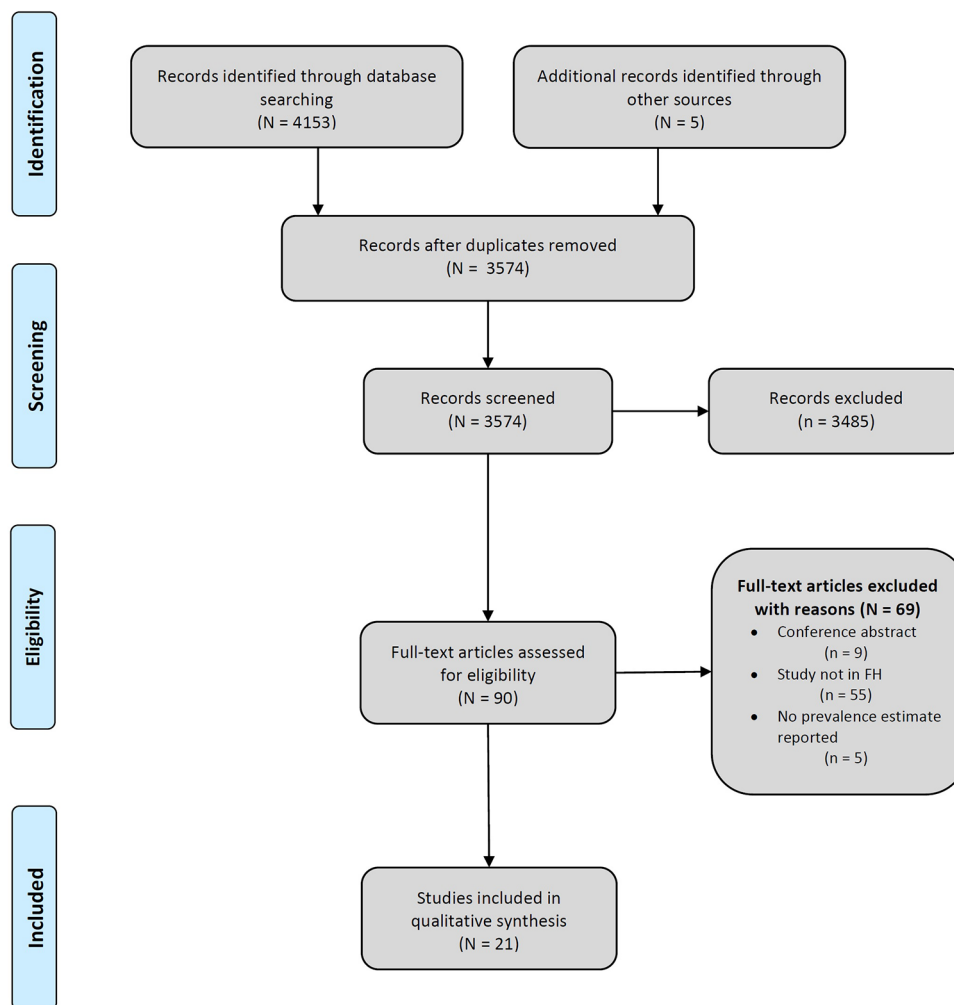 Identification
Records identified through database
searching
(N = 4153)
Additional records identified through
other sources
(N = 5)
Records after duplicates removed
(N = 3574)
Screening
Records screened
(N = 3574)
Records excluded
(n = 3485)
Eligibility
Full-text articles assessed
for eligibility
(N = 90)
Full-text articles excluded
with reasons (N = 69)
• Conference abstract
(n = 9)
• Study not in FH
(n = 55)
• No prevalence estimate
reported
(n = 5)
Included
Studies included in
qualitative synthesis
(N = 21)